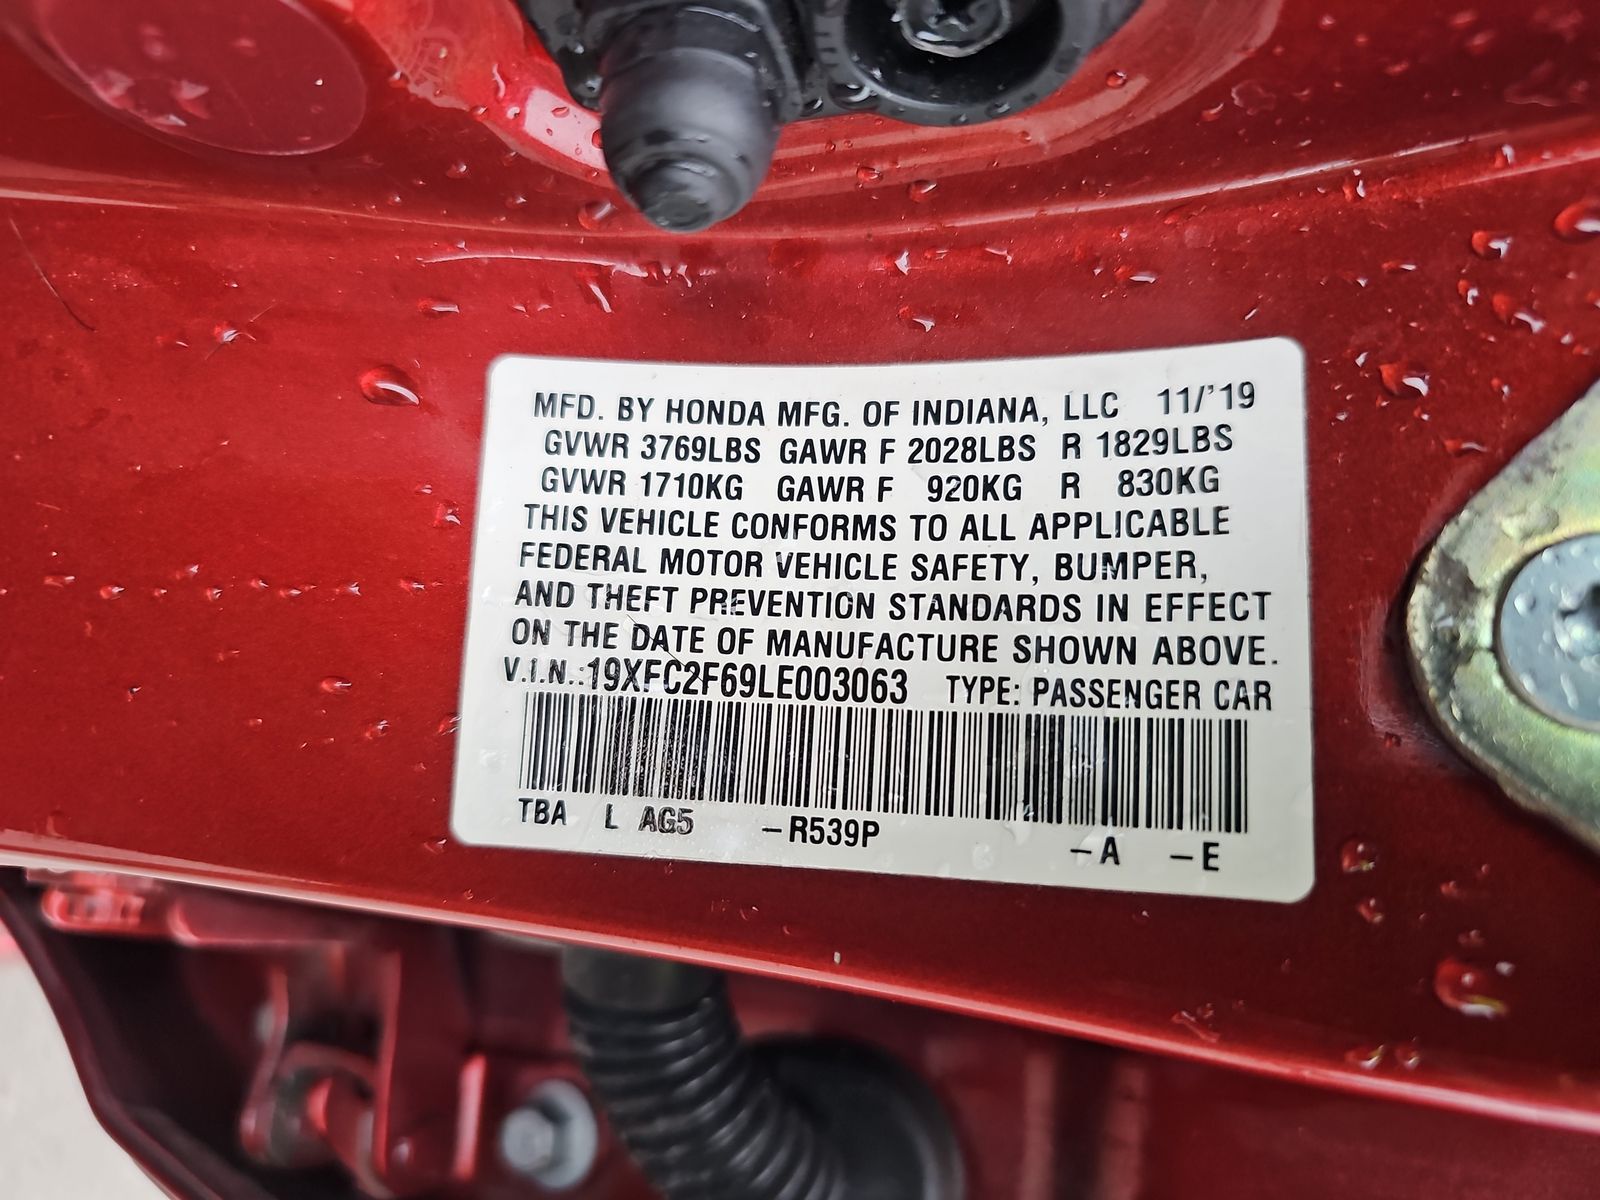 MFD. BY HONDA MFG. OF INDIANA, LLC 11/'19
GVWR 3769LBS GAWR F 2028LBS R 1829LBS
GVWR 1710KG GAWR F 920KG R 830KG
THIS VEHICLE CONFORMS TO ALL APPLICABLE
FEDERAL MOTOR VEHICLE SAFETY, BUMPER,
AND THEFT PREVENTION STANDARDS IN EFFECT
ON THE DATE OF MANUFACTURE SHOWN ABOVE.
V.I.N.:19XFC2F69LE003063 TYPE: PASSENGER CAR
TBA L AG5 -R539P -A -E